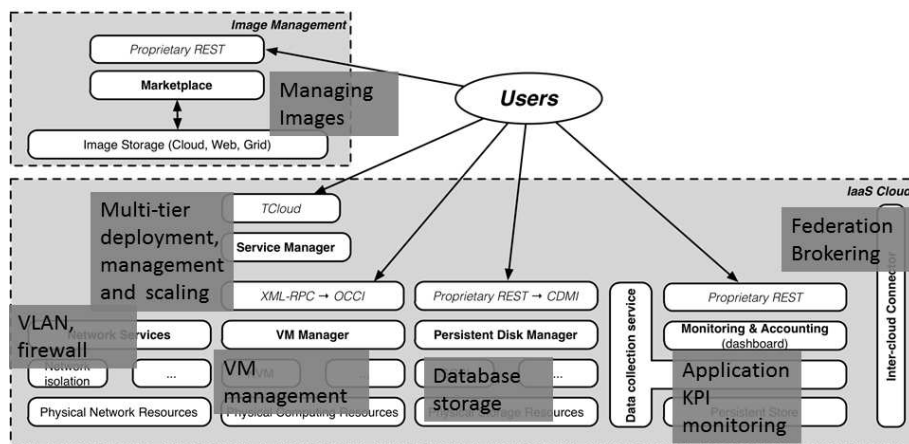 Image Management
Proprietary REST
Marketplace
Managing
Images
Image Storage (Cloud, Web, Grid)
Users
IaaS Cloud
Multi-tier
deployment,
management
and scaling
TCloud
Service Manager
Federation
Brokering
XML-RPC → OCCI
Proprietary REST → CDMI
Proprietary REST
VLAN,
firewall
Network Services
VM Manager
Persistent Disk Manager
Data collection service
Monitoring & Accounting
(dashboard)
Inter-cloud Connector
Network
isolation
...
VM
management
VM
...
Database
storage
...
Application
KPI
monitoring
Physical Network Resources
Physical Computing Resources
Physical Storage Resources
Persistent Store